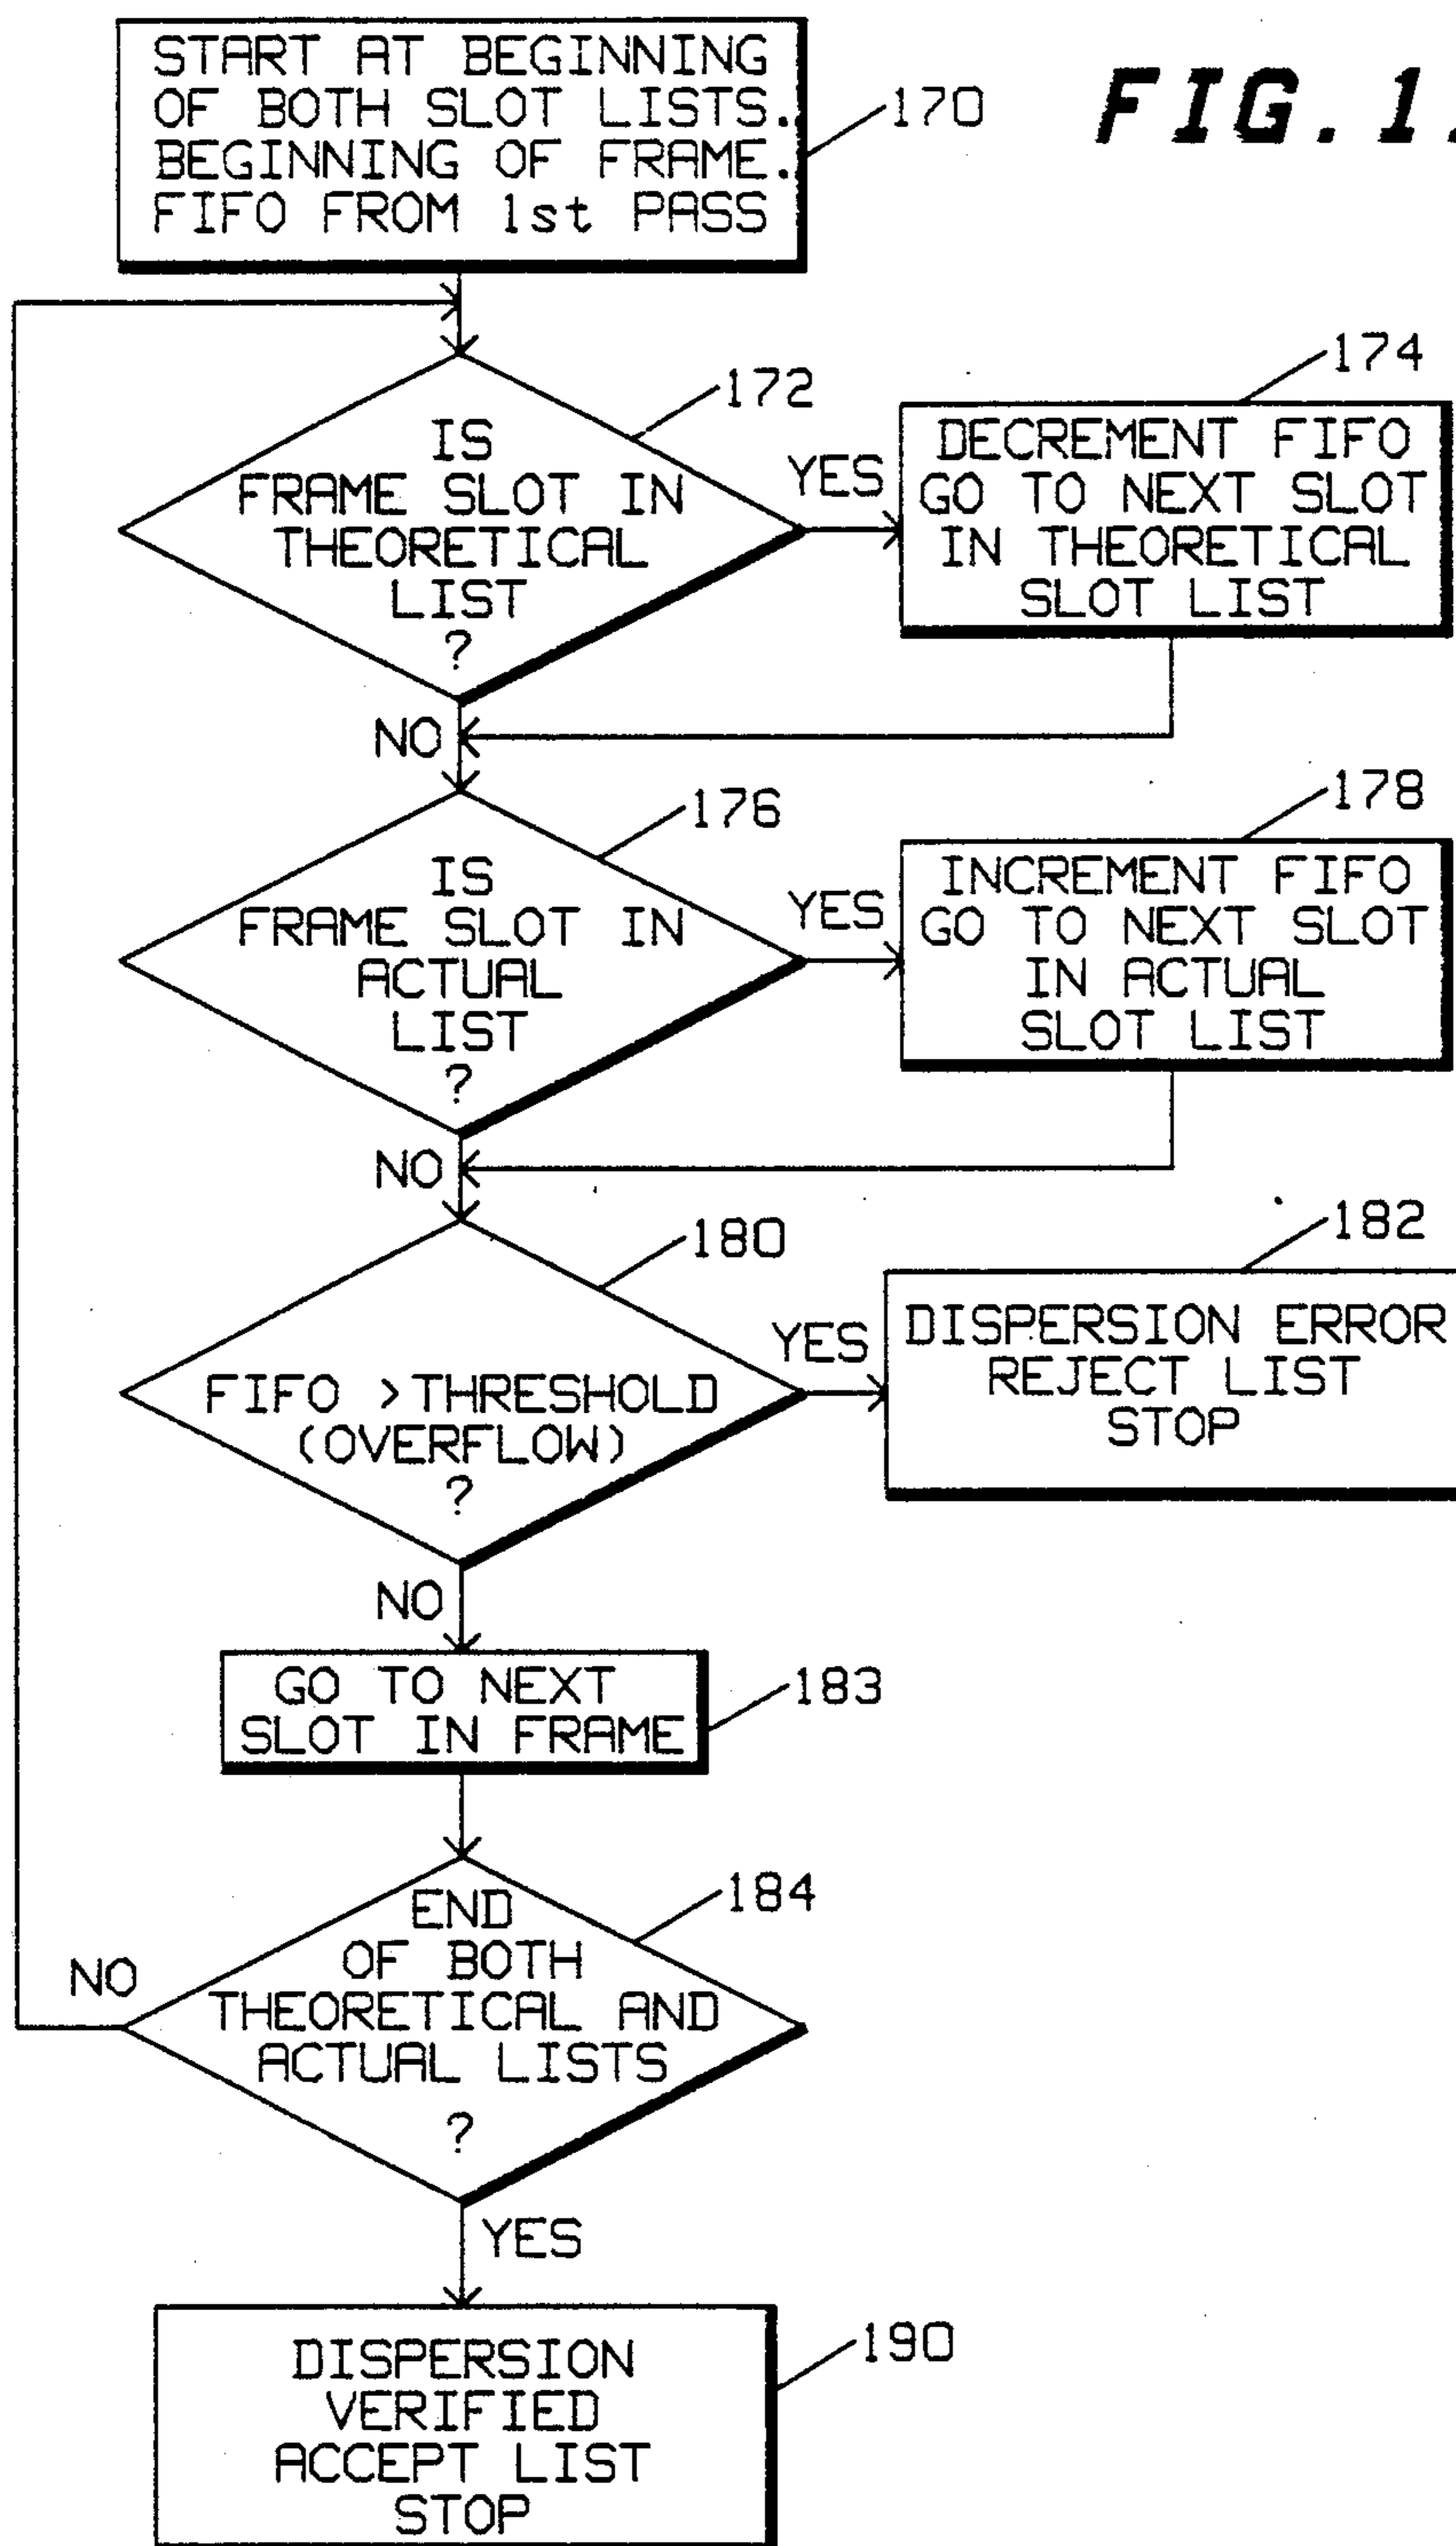 START AT BEGINNING
OF BOTH SLOT LISTS.
BEGINNING OF FRAME.
FIFO FROM 1st PASS
170
FIG. 1
172
IS
FRAME SLOT IN
THEORETICAL
LIST
?
YES
174
DECREMENT FIFO
GO TO NEXT SLOT
IN THEORETICAL
SLOT LIST
NO
176
IS
FRAME SLOT IN
ACTUAL
LIST
?
YES
178
INCREMENT FIFO
GO TO NEXT SLOT
IN ACTUAL
SLOT LIST
NO
180
FIFO >THRESHOLD
(OVERFLOW)
?
YES
182
DISPERSION ERROR
REJECT LIST
STOP
NO
GO TO NEXT
SLOT IN FRAME
183
184
END
OF BOTH
THEORETICAL AND
ACTUAL LISTS
?
NO
YES
DISPERSION
VERIFIED
ACCEPT LIST
STOP
190